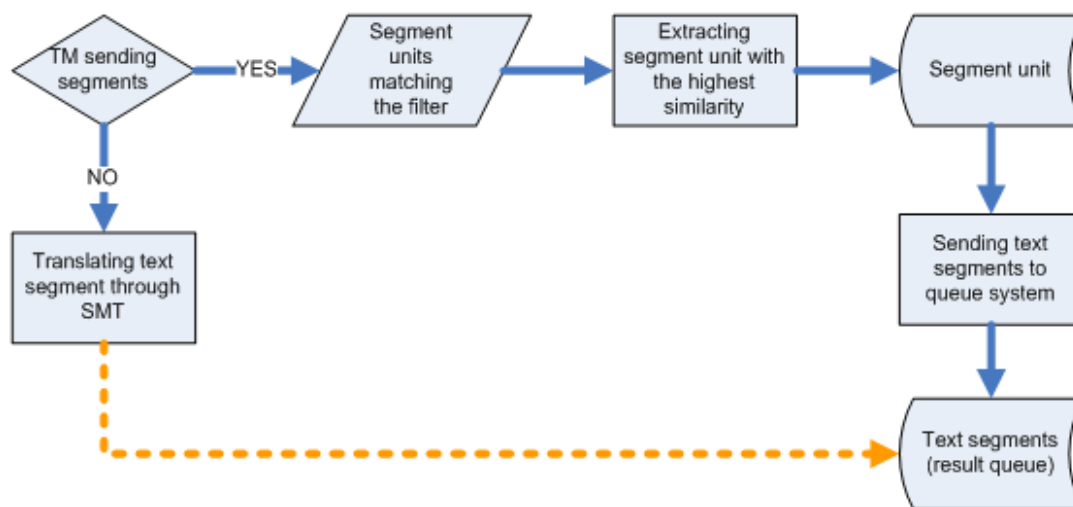 TM sending
segments
YES
Segment
units
matching
the filter
Extracting
segment unit with
the highest
similarity
Segment unit
NO
Translating text
segment through
SMT
Sending text
segments to
queue system
Text segments
(result queue)